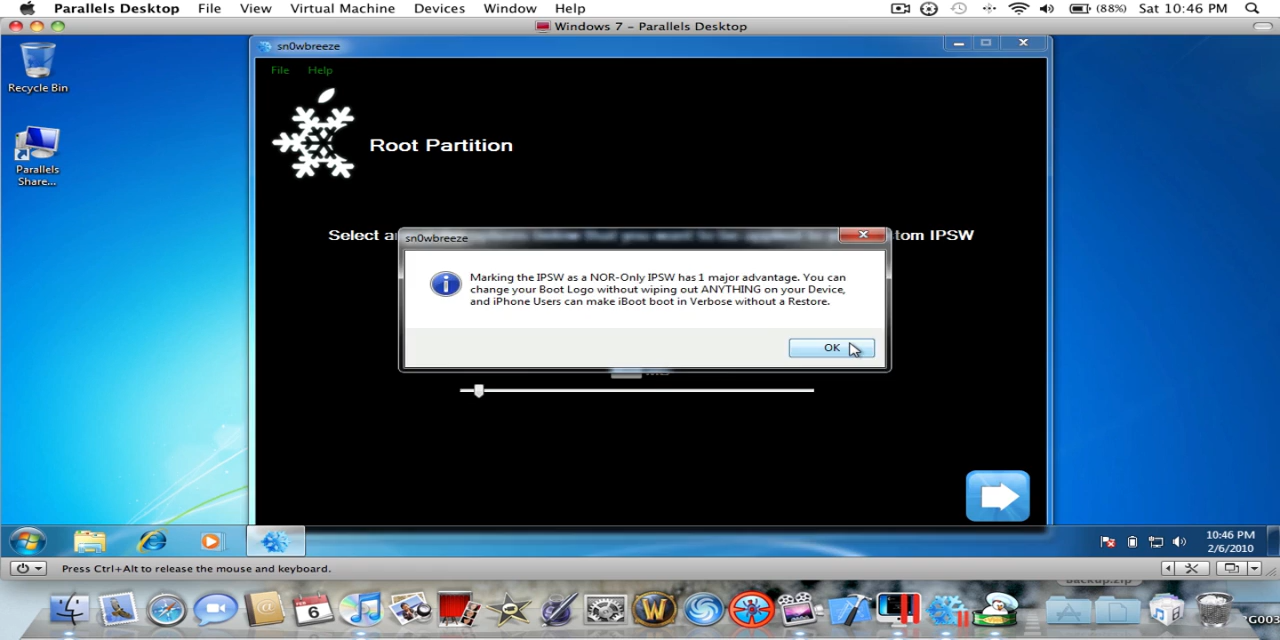 Parallels Desktop File View Virtual Machine Devices Window Help (88%) Sat 10:46 PM
Windows 7 - Parallels Desktop
Recycle Bin
Parallels
Share...
sn0wbreeze
File Help
Root Partition
Select a
tom IPSW
sn0wbreeze
Marking the IPSW as a NOR-Only IPSW has 1 major advantage. You can
change your Boot Logo without wiping out ANYTHING on your Device,
and iPhone Users can make iBoot boot in Verbose without a Restore.
OK
10:46 PM
2/6/2010
Press Ctrl+Alt to release the mouse and keyboard.
backup.zip
FEB
6
W
RG003